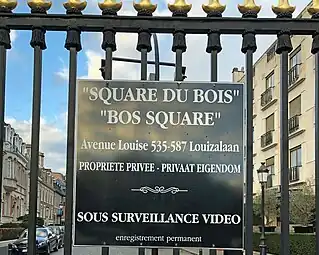 "SQUARE DU BOIS"
"BOS SQUARE"
Avenue Louise 535-587 Louizalaan
PROPRIETE PRIVEE - PRIVAAT EIGENDOM
SOUS SURVEILLANCE VIDEO
enregistrement permanent